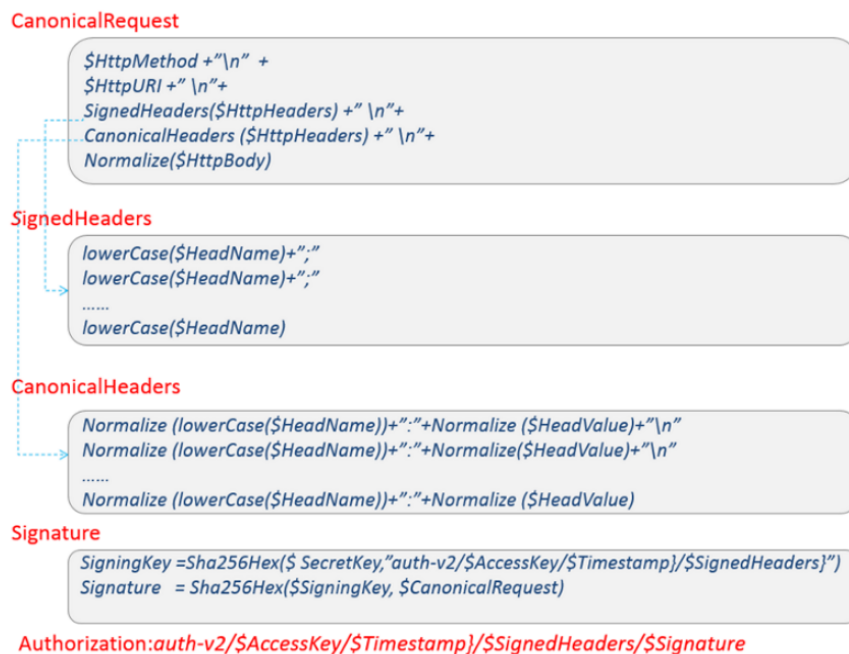 CanonicalRequest
$HttpMethod +”\n” +
$HttpURI +” \n”+
SignedHeaders($HttpHeaders) +” \n”+
CanonicalHeaders ($HttpHeaders) +” \n”+
Normalize($HttpBody)
SignedHeaders
lowerCase($HeadName)+”;”
lowerCase($HeadName)+”;”
……
lowerCase($HeadName)
CanonicalHeaders
Normalize (lowerCase($HeadName))+”:”+Normalize ($HeadValue)+”\n”
Normalize (lowerCase($HeadName))+”:”+Normalize($HeadValue)+”\n”
……
Normalize (lowerCase($HeadName))+”:”+Normalize ($HeadValue)
Signature
SigningKey =Sha256Hex($ SecretKey,”auth-v2/$AccessKey/$Timestamp}/$SignedHeaders}”)
Signature = Sha256Hex($SigningKey, $CanonicalRequest)
Authorization:auth-v2/$AccessKey/$Timestamp}/$SignedHeaders/$Signature